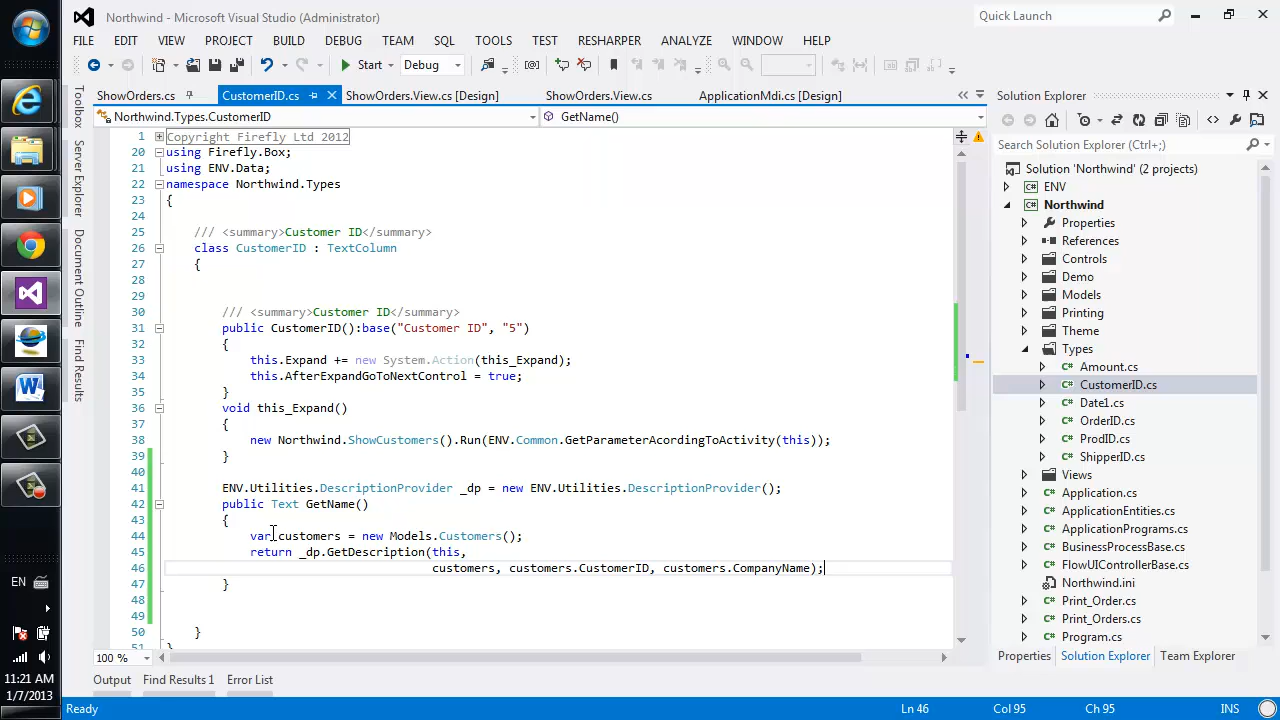 Northwind - Microsoft Visual Studio (Administrator)
Quick Launch
FILE EDIT VIEW PROJECT BUILD DEBUG TEAM SQL TOOLS TEST RESHARPER ANALYZE WINDOW HELP
Start Debug
ShowOrders.cs CustomerID.cs ShowOrders.View.cs [Design] ShowOrders.View.cs ApplicationMdi.cs [Design]
Northwind.Types.CustomerID GetName()
Toolbox
Server Explorer
Document Outline
Find Results
1 Copyright Firefly Ltd 2012
20 using Firefly.Box;
21 using ENV.Data;
22 namespace Northwind.Types
23 {
24
25 /// <summary>Customer ID</summary>
26 class CustomerID : TextColumn
27 {
28
29
30 /// <summary>Customer ID</summary>
31 public CustomerID():base("Customer ID", "5")
32 {
33 this.Expand += new System.Action(this_Expand);
34 this.AfterExpandGoToNextControl = true;
35 }
36 void this_Expand()
37 {
38 new Northwind.ShowCustomers().Run(ENV.Common.GetParameterAcordingToActivity(this));
39 }
40
41 ENV.Utilities.DescriptionProvider _dp = new ENV.Utilities.DescriptionProvider();
42 public Text GetName()
43 {
44 var customers = new Models.Customers();
45 return _dp.GetDescription(this,
46 customers, customers.CustomerID, customers.CompanyName);
47 }
48
49
50 }
51 }
100 %
Solution Explorer
Search Solution Explorer (Ctrl+;)
Solution 'Northwind' (2 projects)
ENV
Northwind
Properties
References
Controls
Demo
Models
Printing
Theme
Types
Amount.cs
CustomerID.cs
Date1.cs
OrderID.cs
ProdID.cs
ShipperID.cs
Views
Application.cs
ApplicationEntities.cs
ApplicationPrograms.cs
BusinessProcessBase.cs
FlowUIControllerBase.cs
Northwind.ini
Print_Order.cs
Print_Orders.cs
Program.cs
Properties Solution Explorer Team Explorer
Output Find Results 1 Error List
Ready Ln 46 Col 95 Ch 95 INS
EN
11:21 AM
1/7/2013